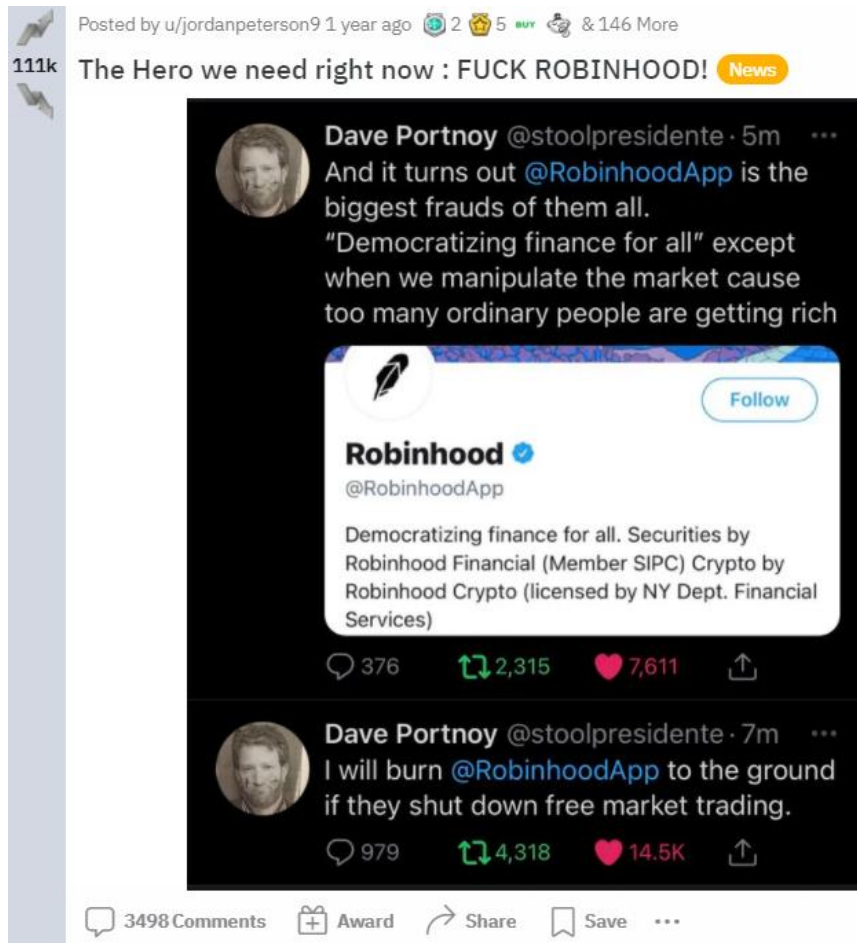 Posted by u/jordanpeterson9 1 year ago 2 5 BUY & 146 More
111k
The Hero we need right now : FUCK ROBINHOOD! News
Dave Portnoy @stoolpresidente · 5m ···
And it turns out @RobinhoodApp is the
biggest frauds of them all.
“Democratizing finance for all” except
when we manipulate the market cause
too many ordinary people are getting rich
Follow
Robinhood
@RobinhoodApp
Democratizing finance for all. Securities by
Robinhood Financial (Member SIPC) Crypto by
Robinhood Crypto (licensed by NY Dept. Financial
Services)
376 2,315 7,611
Dave Portnoy @stoolpresidente · 7m ···
I will burn @RobinhoodApp to the ground
if they shut down free market trading.
979 4,318 14.5K
3498 Comments Award Share Save ···